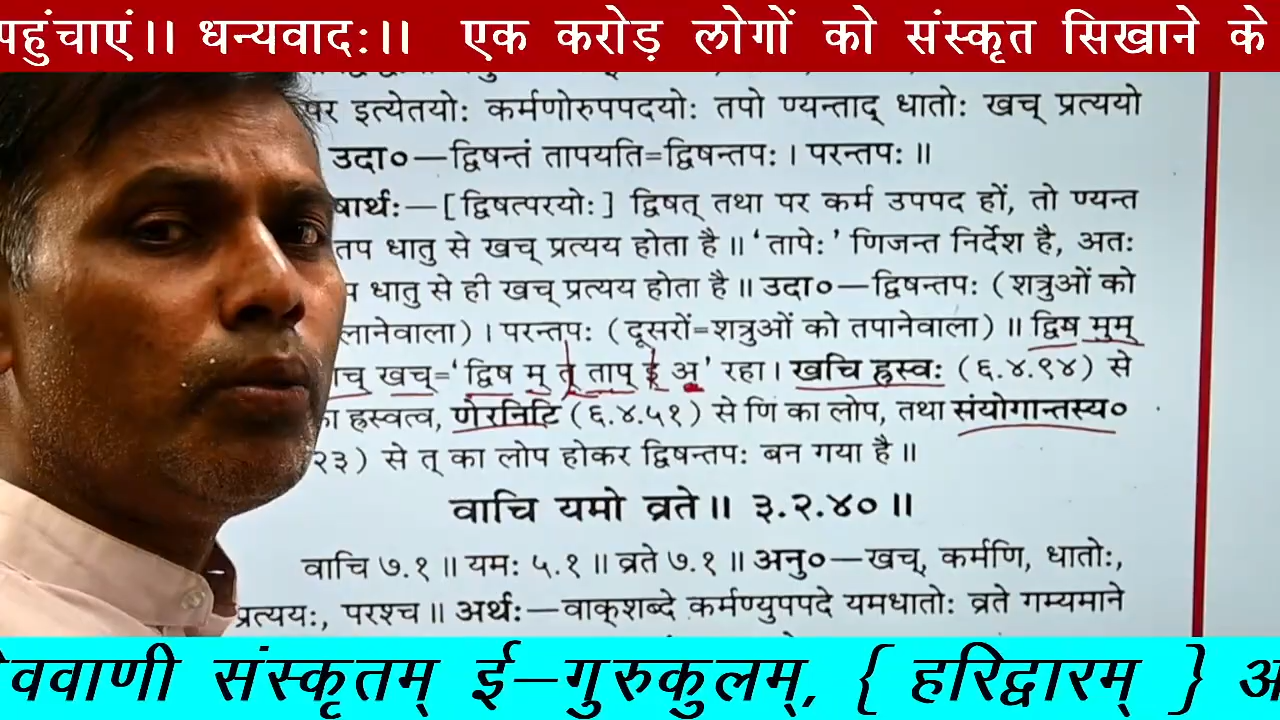 पहुंचाएं।। धन्यवादः।। एक करोड़ लोगों को संस्कृत सिखाने के
पर इत्येतयोः कर्मणोरुपपदयोः तपो ण्यन्ताद् धातोः खच् प्रत्ययो
उदा०—द्विषन्तं तापयति=द्विषन्तपः । परन्तपः ॥
षार्थः—[द्विषत्परयोः] द्विषत् तथा पर कर्म उपपद हों, तो ण्यन्त
तप धातु से खच् प्रत्यय होता है ॥ 'तापेः' णिजन्त निर्देश है, अतः
धातु से ही खच् प्रत्यय होता है ॥ उदा०—द्विषन्तपः (शत्रुओं को
लानेवाला) । परन्तपः (दूसरों=शत्रुओं को तपानेवाला) ॥ द्विष मुम्
खच्='द्विष म् त् ताप् इ अ' रहा। खचि ह्रस्वः (६.४.९४) से
का ह्रस्वत्व, णेरनिटि (६.४.५१) से णि का लोप, तथा संयोगान्तस्य०
२३) से त् का लोप होकर द्विषन्तपः बन गया है ॥
वाचि यमो व्रते ॥ ३.२.४० ॥
वाचि ७.१ ॥ यमः ५.१ ॥ व्रते ७.१ ॥ अनु०—खच्, कर्मणि, धातोः,
प्रत्ययः, परश्च ॥ अर्थः—वाक्शब्दे कर्मण्युपपदे यमधातोः व्रते गम्यमाने
ववाणी संस्कृतम् ई—गुरुकुलम्, { हरिद्वारम् }